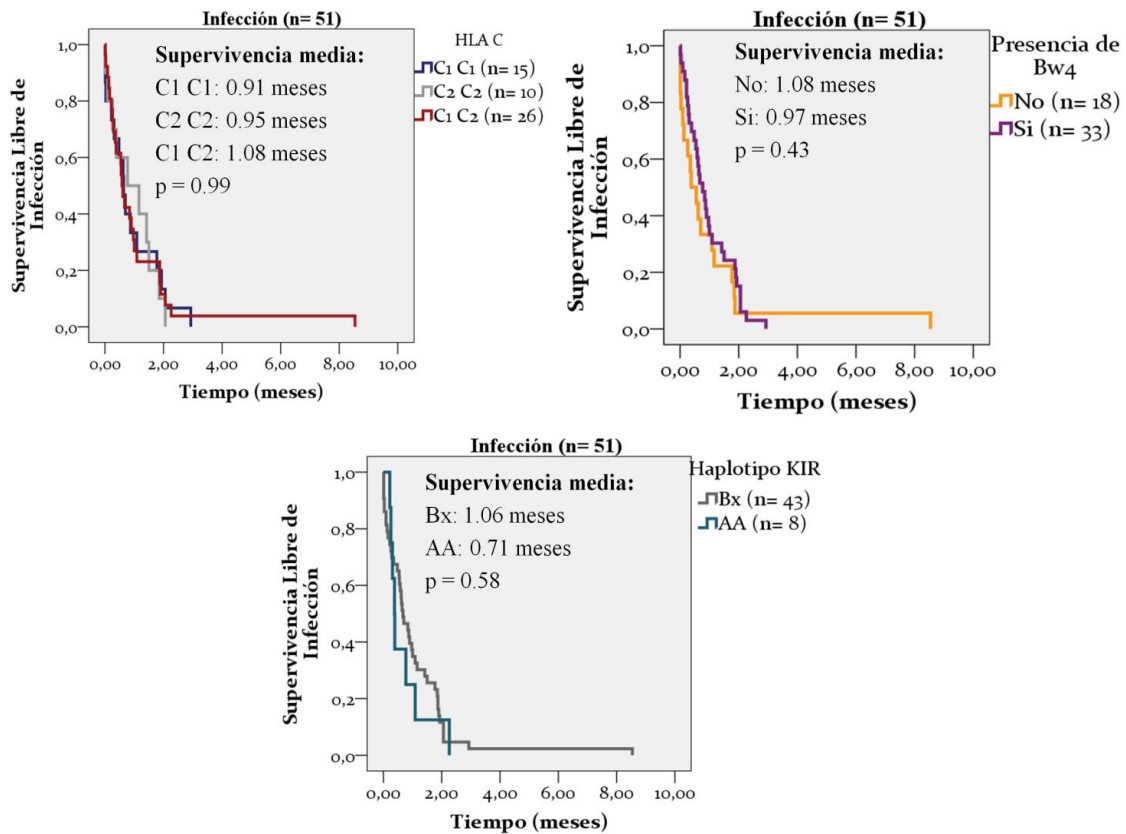 Infección (n= 51)
HLA C
C1 C1 (n= 15)
C2 C2 (n= 10)
C1 C2 (n= 26)
Supervivencia media:
C1 C1: 0.91 meses
C2 C2: 0.95 meses
C1 C2: 1.08 meses
p = 0.99
Supervivencia Libre de
Infección
1,0
0,8
0,6
0,4
0,2
0,0
0,00 2,00 4,00 6,00 8,00 10,00
Tiempo (meses)
Infección (n= 51)
Presencia de
Bw4
No (n= 18)
Si (n= 33)
Supervivencia media:
No: 1.08 meses
Si: 0.97 meses
p = 0.43
Supervivencia Libre de
Infección
1,0
0,8
0,6
0,4
0,2
0,0
0,00 2,00 4,00 6,00 8,00 10,00
Tiempo (meses)
Infección (n= 51)
Haplotipo KIR
Bx (n= 43)
AA (n= 8)
Supervivencia media:
Bx: 1.06 meses
AA: 0.71 meses
p = 0.58
Supervivencia Libre de
Infección
1,0
0,8
0,6
0,4
0,2
0,0
0,00 2,00 4,00 6,00 8,00 10,00
Tiempo (meses)